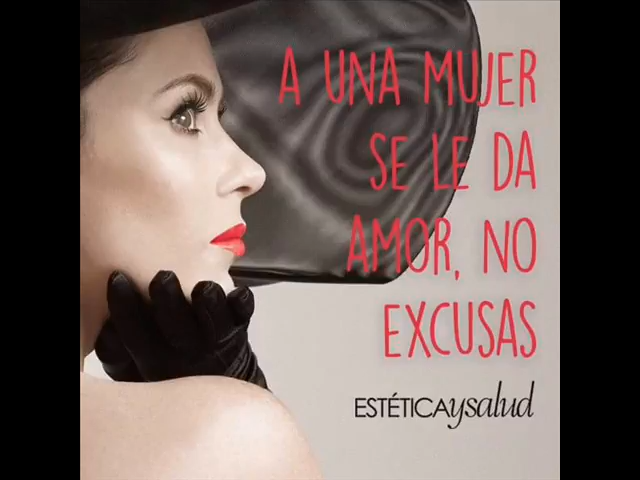 A UNA MUJER
SE LE DA
AMOR, NO
EXCUSAS
ESTÉTICAysalud